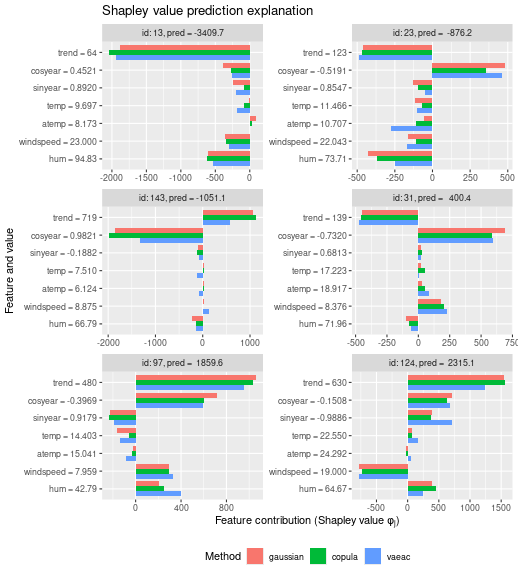 Shapley value prediction explanation
id: 13, pred = -3409.7
trend = 64
cosyear = 0.4521
sinyear = 0.8920
temp = 9.697
atemp = 8.173
windspeed = 23.000
hum = 94.83
-2000 -1500 -1000 -500 0
id: 23, pred = -876.2
trend = 123
cosyear = -0.5191
sinyear = 0.8547
temp = 11.466
atemp = 10.707
windspeed = 22.043
hum = 73.71
-500 -250 0 250 500
id: 143, pred = -1051.1
trend = 719
cosyear = 0.9821
sinyear = -0.1882
temp = 7.510
atemp = 6.124
windspeed = 8.875
hum = 66.79
-2000 -1000 0 1000
id: 31, pred = 400.4
trend = 139
cosyear = -0.7320
sinyear = 0.6813
temp = 17.223
atemp = 18.917
windspeed = 8.376
hum = 71.96
-500 -250 0 250 500 750
id: 97, pred = 1859.6
trend = 480
cosyear = -0.3969
sinyear = 0.9179
temp = 14.403
atemp = 15.041
windspeed = 7.959
hum = 42.79
0 400 800
id: 124, pred = 2315.1
trend = 630
cosyear = -0.1508
sinyear = -0.9886
temp = 22.550
atemp = 24.292
windspeed = 19.000
hum = 64.67
-500 0 500 1000 1500
Feature and value
Feature contribution (Shapley value φj)
Method gaussian copula vaeac